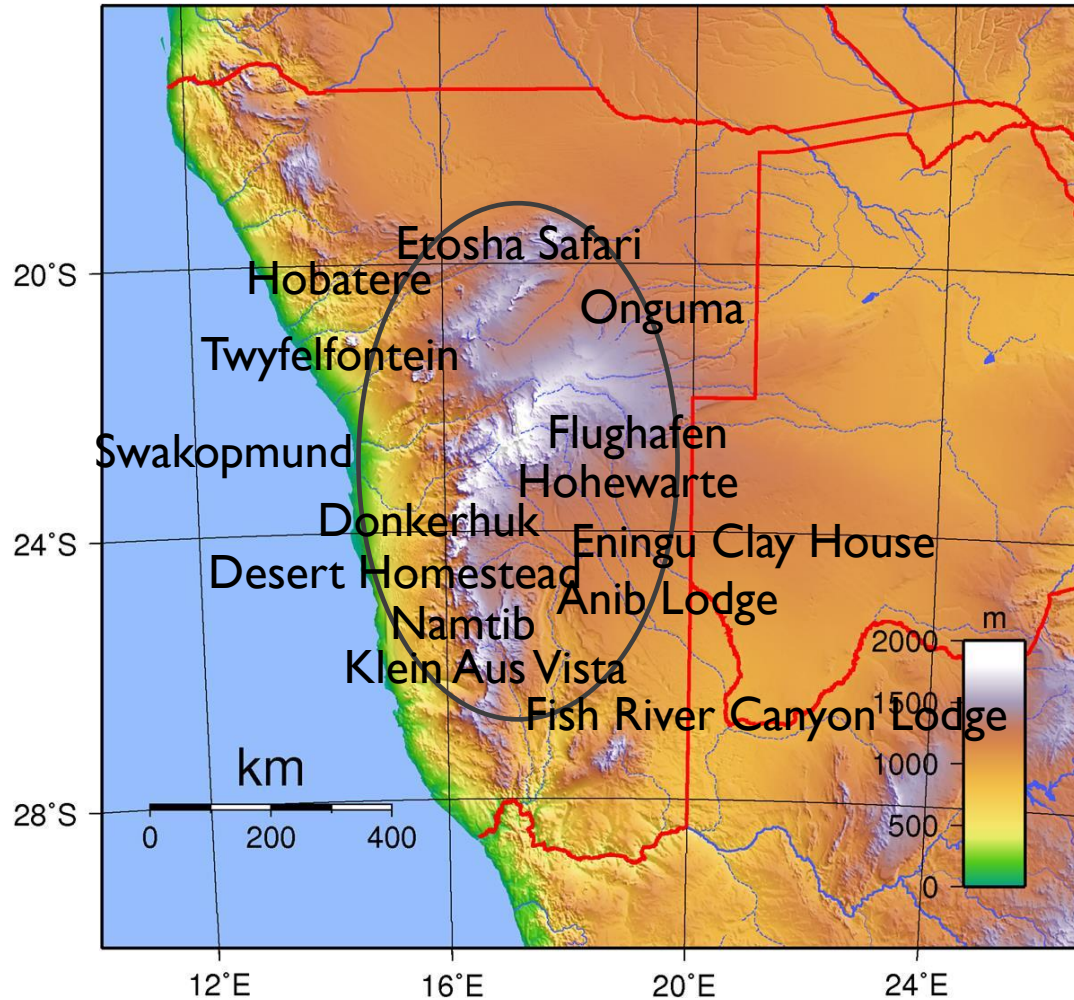 Etosha Safari
20°S
Hobatere
Onguma
Twyfelfontein
Flughafen
Swakopmund
Hohewarte
Donkerhuk
24°S
Eningu Clay House
Desert Homestead
Anib Lodge
m
Namtib
2000
Klein Aus Vista
1500
Fish River Canyon Lodge
km
1000
28°S
500
0 200 400
0
12°E 16°E 20°E 24°E